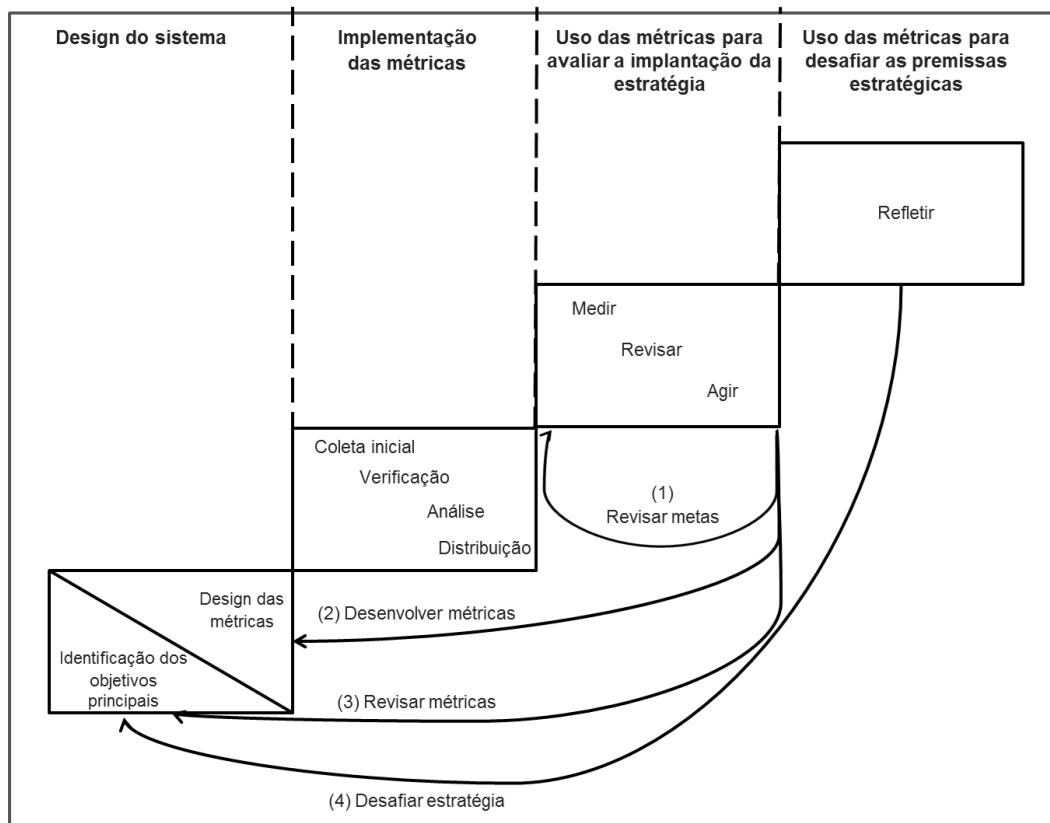 Design do sistema
Implementação
das métricas
Uso das métricas para
avaliar a implantação da
estratégia
Uso das métricas para
desafiar as premissas
estratégicas
Refletir
Medir
Revisar
Agir
Coleta inicial
Verificação
Análise
Distribuição
(1)
Revisar metas
Design das
métricas
Identificação dos
objetivos
principais
(2) Desenvolver métricas
(3) Revisar métricas
(4) Desafiar estratégia